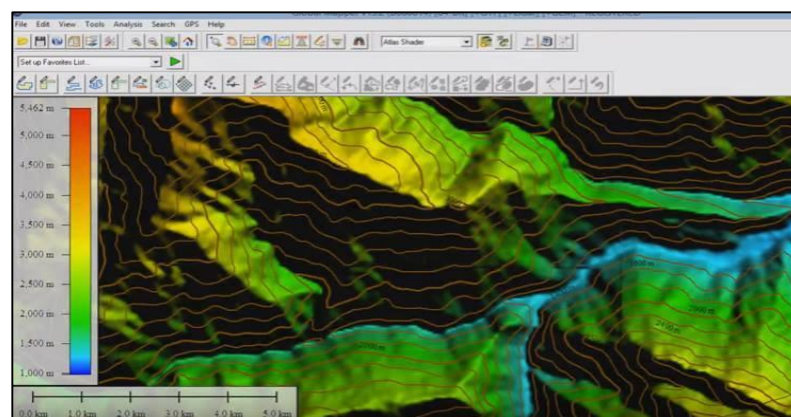 File Edit View Tools Analysis Search GPS Help
Atlas Shader
Set up Favorites List...
5,462 m
5,000 m
4,500 m
4,000 m
3,500 m
3,000 m
2,500 m
2,000 m
1,500 m
1,000 m
2000 m
2400 m
0.0 km 1.0 km 2.0 km 3.0 km 4.0 km 5.0 km